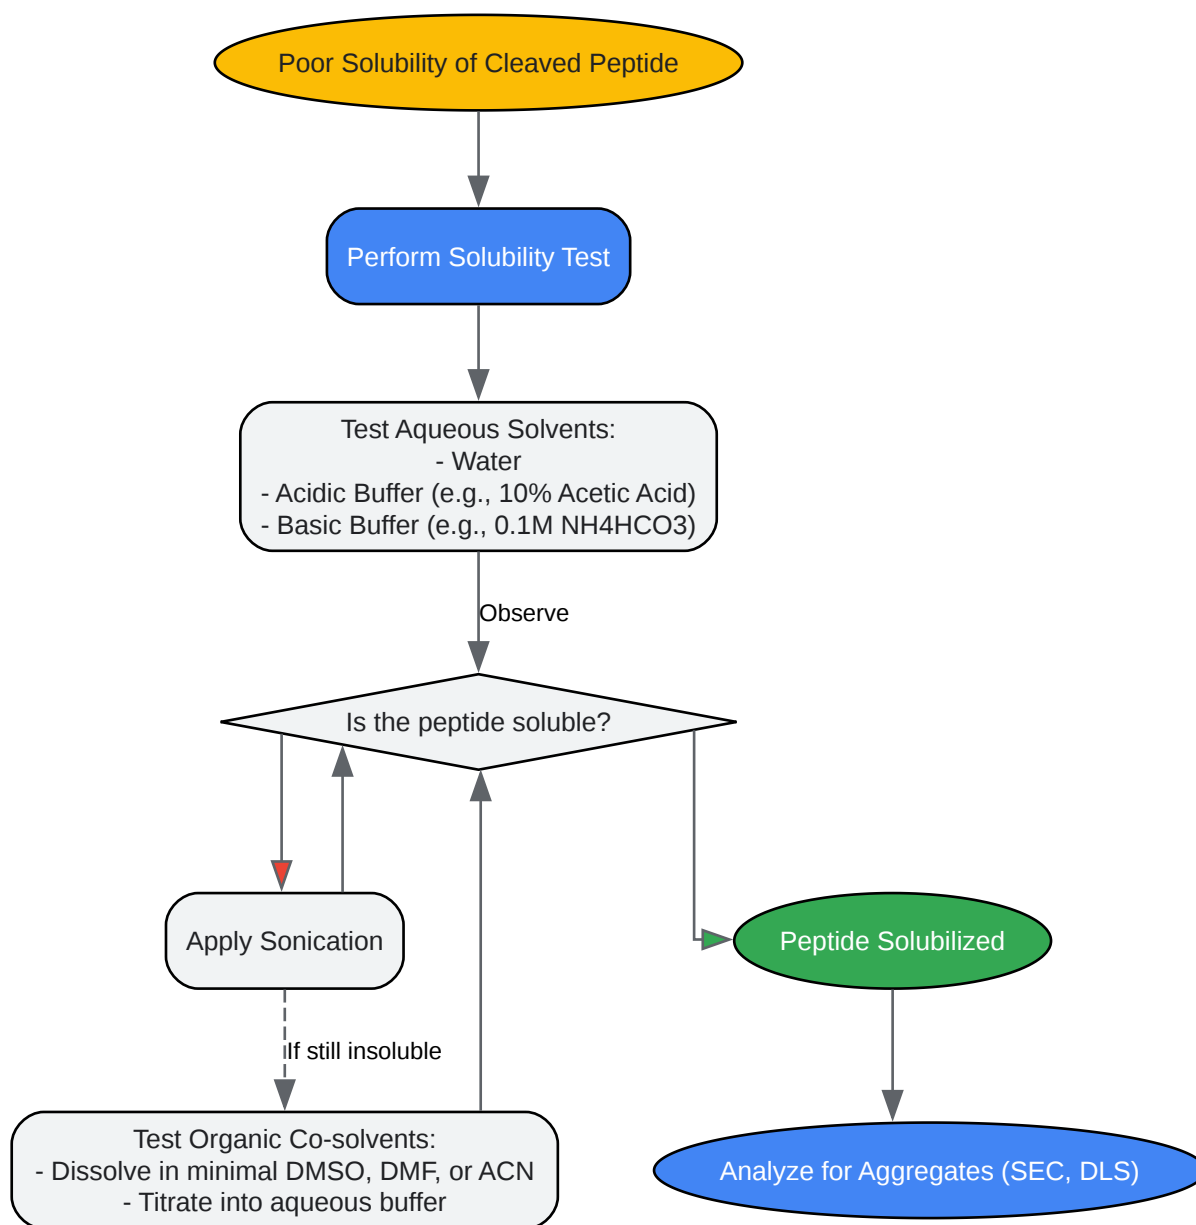 Poor Solubility of Cleaved Peptide
Perform Solubility Test
Test Aqueous Solvents:
- Water
- Acidic Buffer (e.g., 10% Acetic Acid)
- Basic Buffer (e.g., 0.1M NH4HCO3)
Observe
Is the peptide soluble?
Apply Sonication
Peptide Solubilized
If still insoluble
Test Organic Co-solvents:
- Dissolve in minimal DMSO, DMF, or ACN
- Titrate into aqueous buffer
Analyze for Aggregates (SEC, DLS)